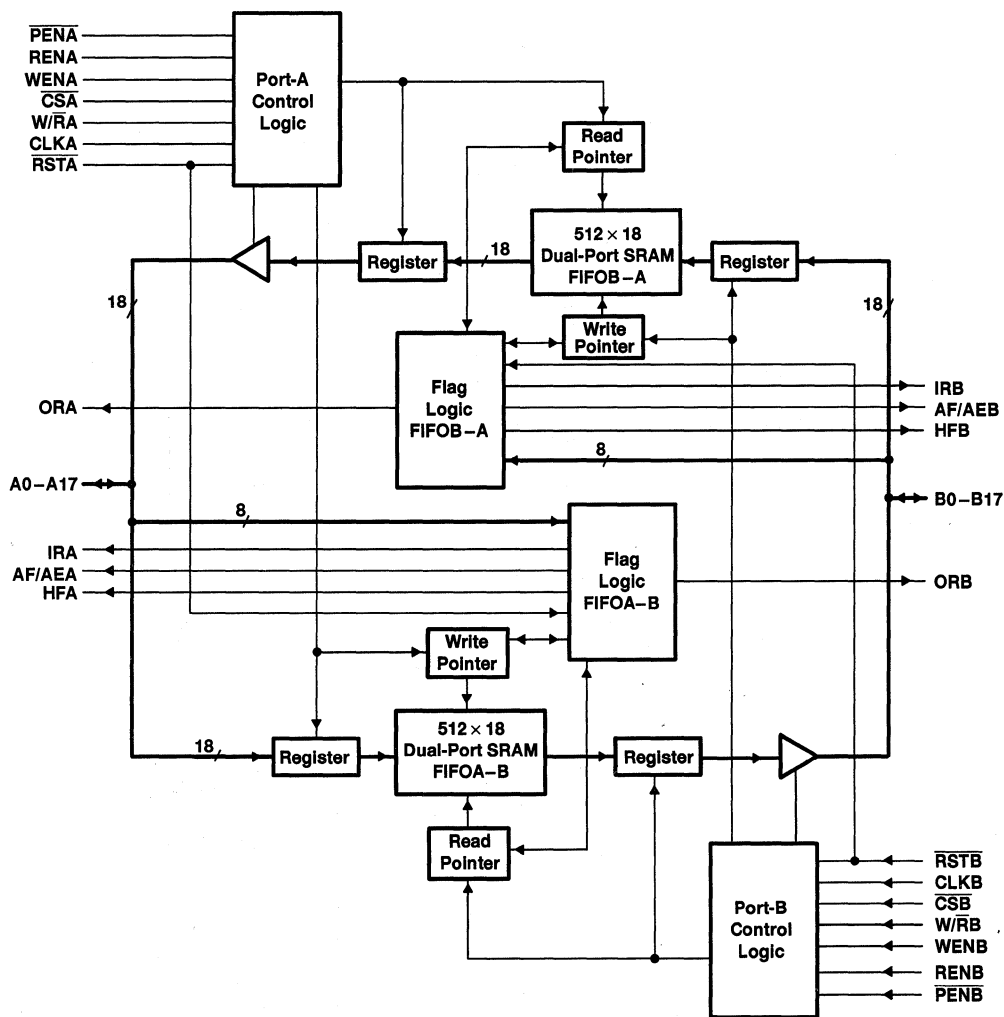 PENA
RENA
WENA
CSA
W/RA
CLKA
RSTA
Port-A
Control
Logic
Read
Pointer
512 × 18
Dual-Port SRAM
FIFOB–A
Register
18
Register
18
18
Write
Pointer
Flag
Logic
FIFOB–A
ORA
IRB
AF/AEB
HFB
8
A0–A17
B0–B17
8
IRA
AF/AEA
HFA
Flag
Logic
FIFOA–B
ORB
Write
Pointer
18
Register
512 × 18
Dual-Port SRAM
FIFOA–B
Register
Read
Pointer
Port-B
Control
Logic
RSTB
CLKB
CSB
W/RB
WENB
RENB
PENB